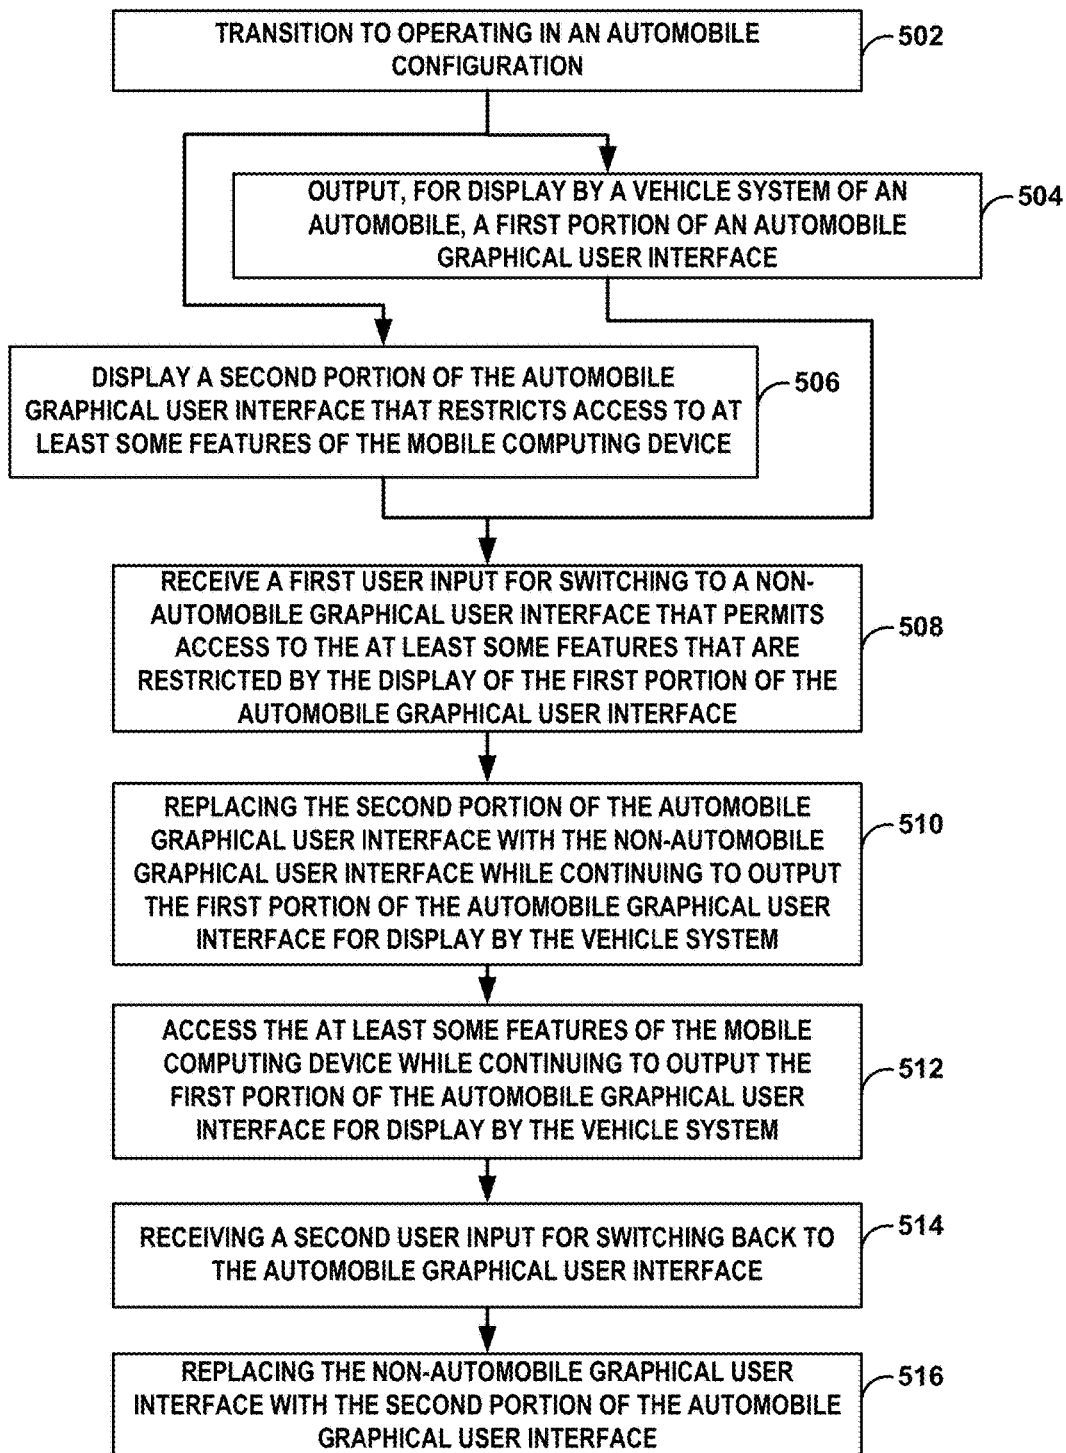 TRANSITION TO OPERATING IN AN AUTOMOBILE
CONFIGURATION
502
OUTPUT, FOR DISPLAY BY A VEHICLE SYSTEM OF AN
AUTOMOBILE, A FIRST PORTION OF AN AUTOMOBILE
GRAPHICAL USER INTERFACE
504
DISPLAY A SECOND PORTION OF THE AUTOMOBILE
GRAPHICAL USER INTERFACE THAT RESTRICTS ACCESS TO AT
LEAST SOME FEATURES OF THE MOBILE COMPUTING DEVICE
506
RECEIVE A FIRST USER INPUT FOR SWITCHING TO A NON-
AUTOMOBILE GRAPHICAL USER INTERFACE THAT PERMITS
ACCESS TO THE AT LEAST SOME FEATURES THAT ARE
RESTRICTED BY THE DISPLAY OF THE FIRST PORTION OF THE
AUTOMOBILE GRAPHICAL USER INTERFACE
508
REPLACING THE SECOND PORTION OF THE AUTOMOBILE
GRAPHICAL USER INTERFACE WITH THE NON-AUTOMOBILE
GRAPHICAL USER INTERFACE WHILE CONTINUING TO OUTPUT
THE FIRST PORTION OF THE AUTOMOBILE GRAPHICAL USER
INTERFACE FOR DISPLAY BY THE VEHICLE SYSTEM
510
ACCESS THE AT LEAST SOME FEATURES OF THE MOBILE
COMPUTING DEVICE WHILE CONTINUING TO OUTPUT THE
FIRST PORTION OF THE AUTOMOBILE GRAPHICAL USER
INTERFACE FOR DISPLAY BY THE VEHICLE SYSTEM
512
RECEIVING A SECOND USER INPUT FOR SWITCHING BACK TO
THE AUTOMOBILE GRAPHICAL USER INTERFACE
514
REPLACING THE NON-AUTOMOBILE GRAPHICAL USER
INTERFACE WITH THE SECOND PORTION OF THE AUTOMOBILE
GRAPHICAL USER INTERFACE
516